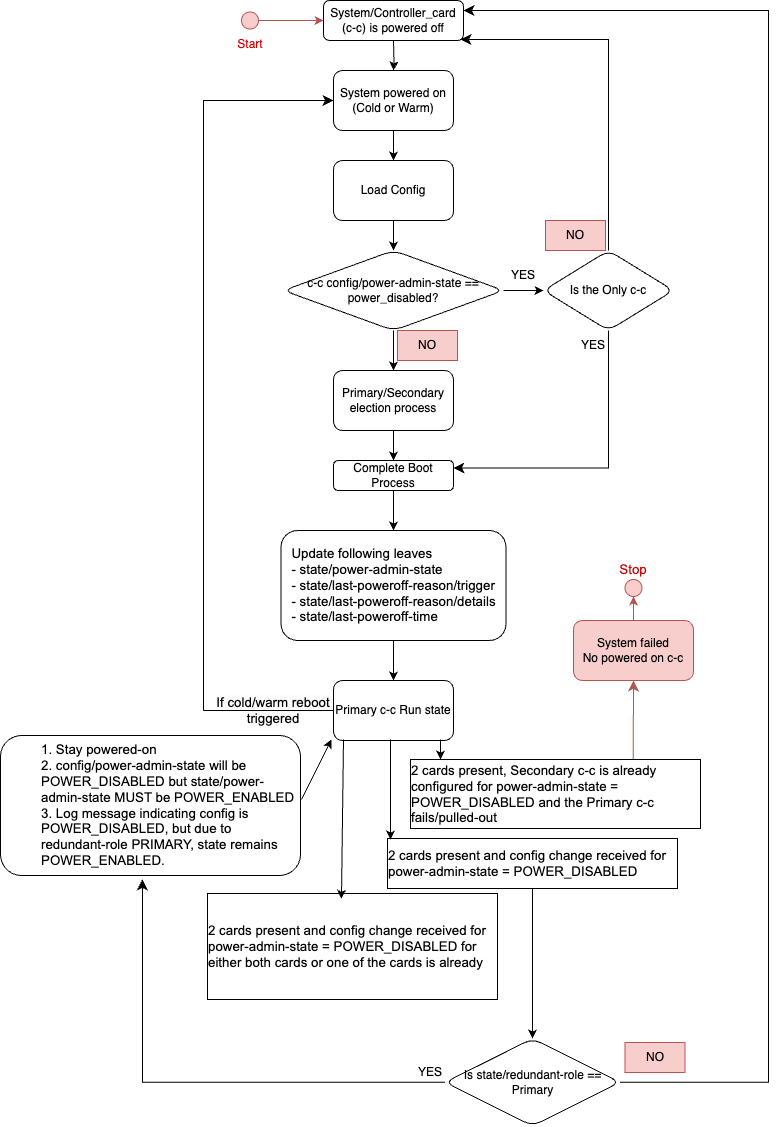 System/Controller_card
(c-c) is powered off
Start
System powered on
(Cold or Warm)
Load Config
NO
c-c config/power-admin-state ==
power_disabled?
YES
Is the Only c-c
NO
YES
Primary/Secondary
election process
Complete Boot
Process
Update following leaves
- state/power-admin-state
- state/last-poweroff-reason/trigger
- state/last-poweroff-reason/details
- state/last-poweroff-time
Stop
System failed
No powered on c-c
If cold/warm reboot
triggered
Primary c-c Run state
1. Stay powered-on
2. config/power-admin-state will be
POWER_DISABLED but state/power-
admin-state MUST be POWER_ENABLED
3. Log message indicating config is
POWER_DISABLED, but due to
redundant-role PRIMARY, state remains
POWER_ENABLED.
2 cards present, Secondary c-c is already
configured for power-admin-state =
POWER_DISABLED and the Primary c-c
fails/pulled-out
2 cards present and config change received for
power-admin-state = POWER_DISABLED
2 cards present and config change received for
power-admin-state = POWER_DISABLED for
either both cards or one of the cards is already
YES
Is state/redundant-role ==
Primary
NO